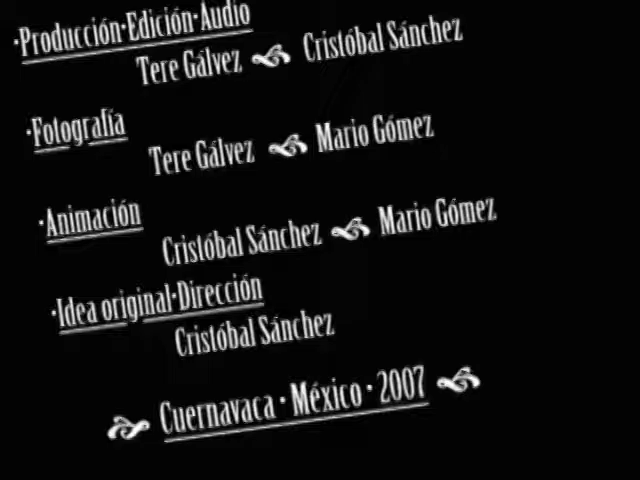 ·Producción·Edición·Audio
Tere Gálvez Cristóbal Sánchez
·Fotografía
Tere Gálvez Mario Gómez
·Animación
Cristóbal Sánchez Mario Gómez
·Idea original·Dirección
Cristóbal Sánchez
Cuernavaca · México · 2007